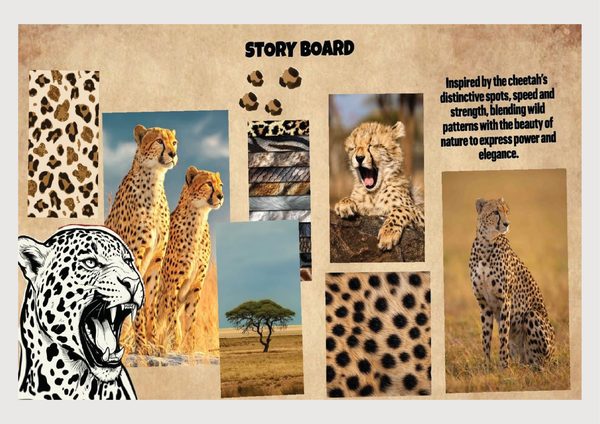 STORY BOARD
Inspired by the cheetah's
distinctive spots, speed and
strength, blending wild
patterns with the beauty of
nature to express power and
elegance.